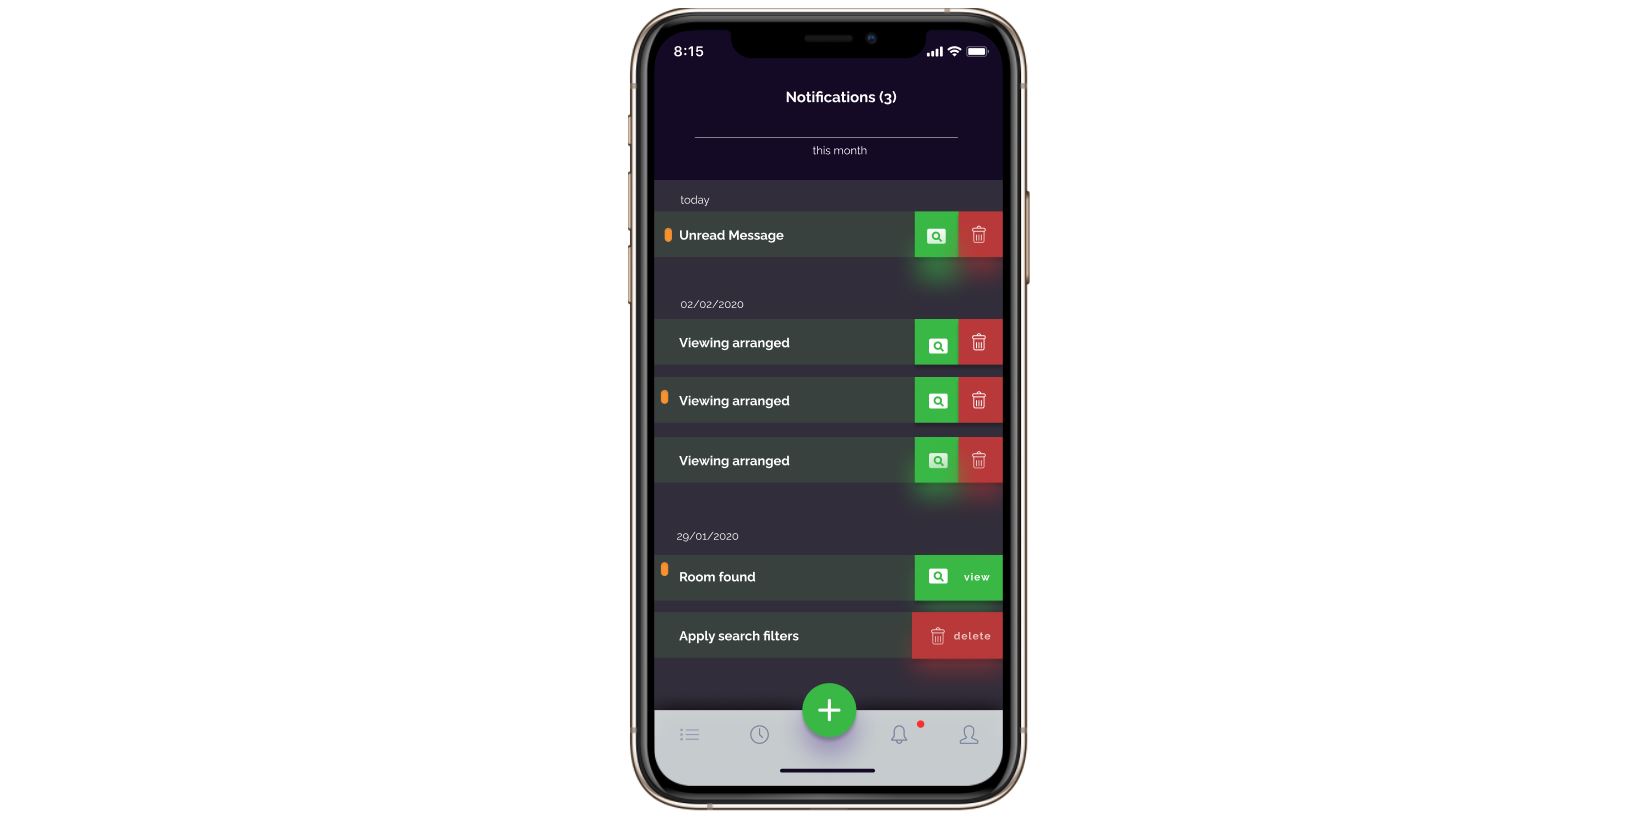 8:15
Notifications (3)
this month
today
Unread Message
02/02/2020
Viewing arranged
Viewing arranged
Viewing arranged
29/01/2020
Room found
view
Apply search filters
delete